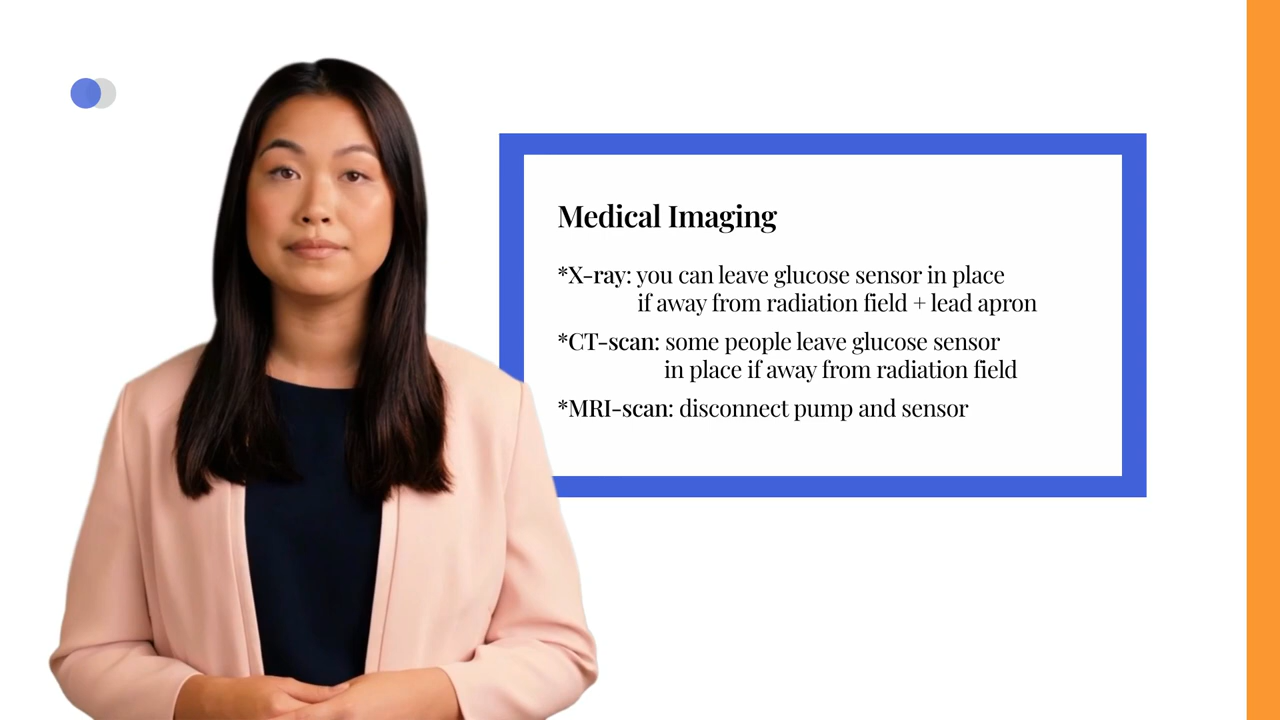 Medical Imaging
*X-ray: you can leave glucose sensor in place
if away from radiation field + lead apron
*CT-scan: some people leave glucose sensor
in place if away from radiation field
*MRI-scan: disconnect pump and sensor